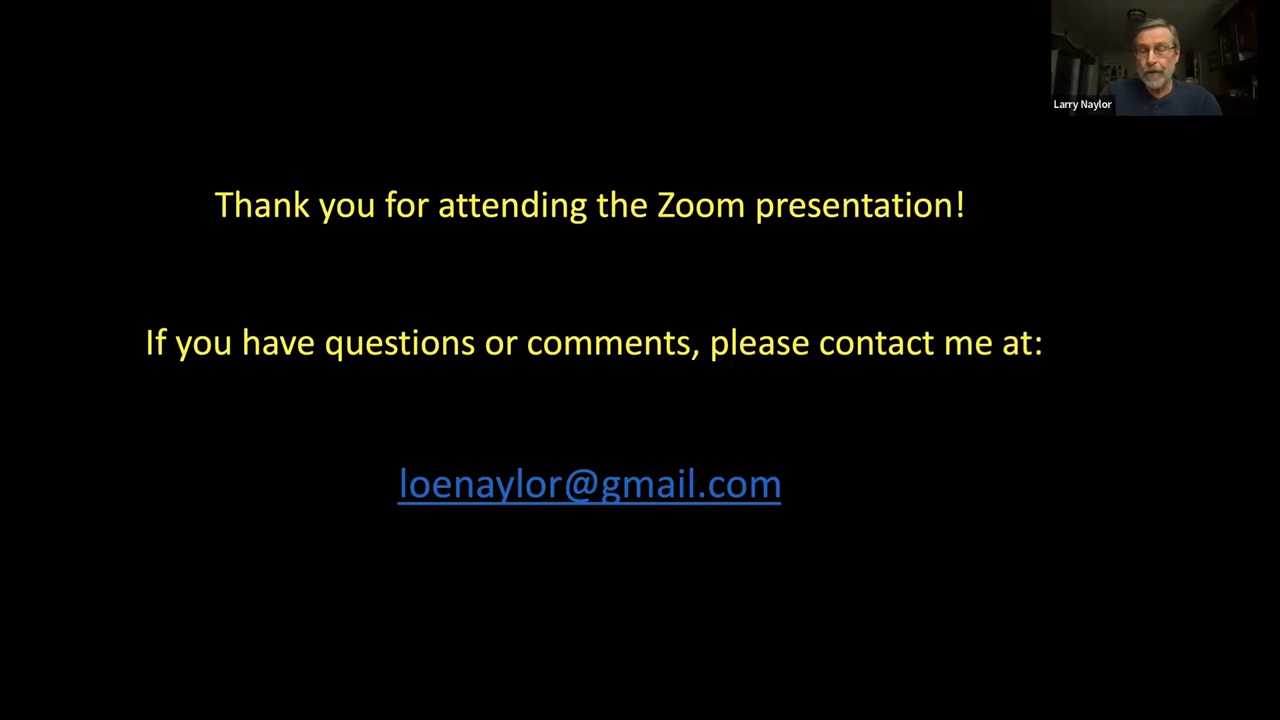 Larry Naylor
Thank you for attending the Zoom presentation!
If you have questions or comments, please contact me at:
loenaylor@gmail.com